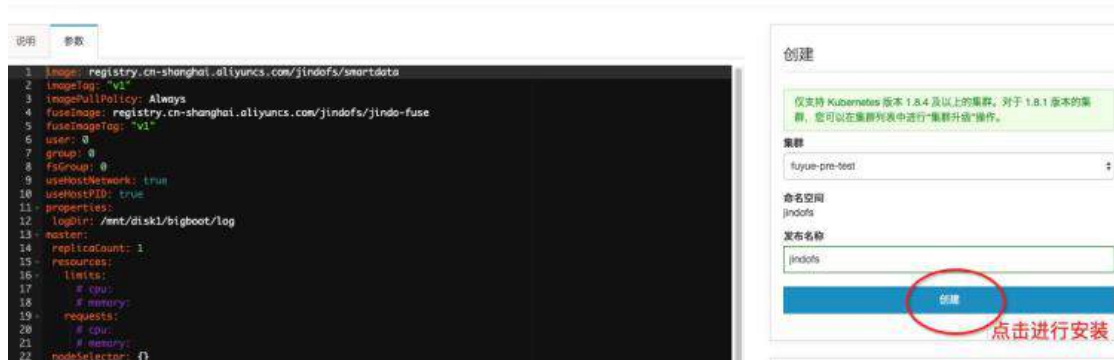 说明 参数
1 image: registry.cn-shanghai.aliyuncs.com/jindofs/smartdata
2 imageTag: "v1"
3 imagePullPolicy: Always
4 fuseImage: registry.cn-shanghai.aliyuncs.com/jindofs/jindo-fuse
5 fuseImageTag: "v1"
6 user: 0
7 group: 0
8 fsGroup: 0
9 useHostNetwork: true
10 useHostPID: true
11 properties:
12 logDir: /mnt/disk1/bigboot/log
13 master:
14 replicaCount: 1
15 resources:
16 limits:
17 # cpu:
18 # memory:
19 requests:
20 # cpu:
21 # memory:
22 nodeSelector: {}
创建
仅支持 Kubernetes 版本 1.8.4 及以上的集群。对于 1.8.1 版本的集
群，您可以在集群列表中进行“集群升级”操作。
集群
fuyue-pre-test
命名空间
jindofs
发布名称
jindofs
创建
点击进行安装